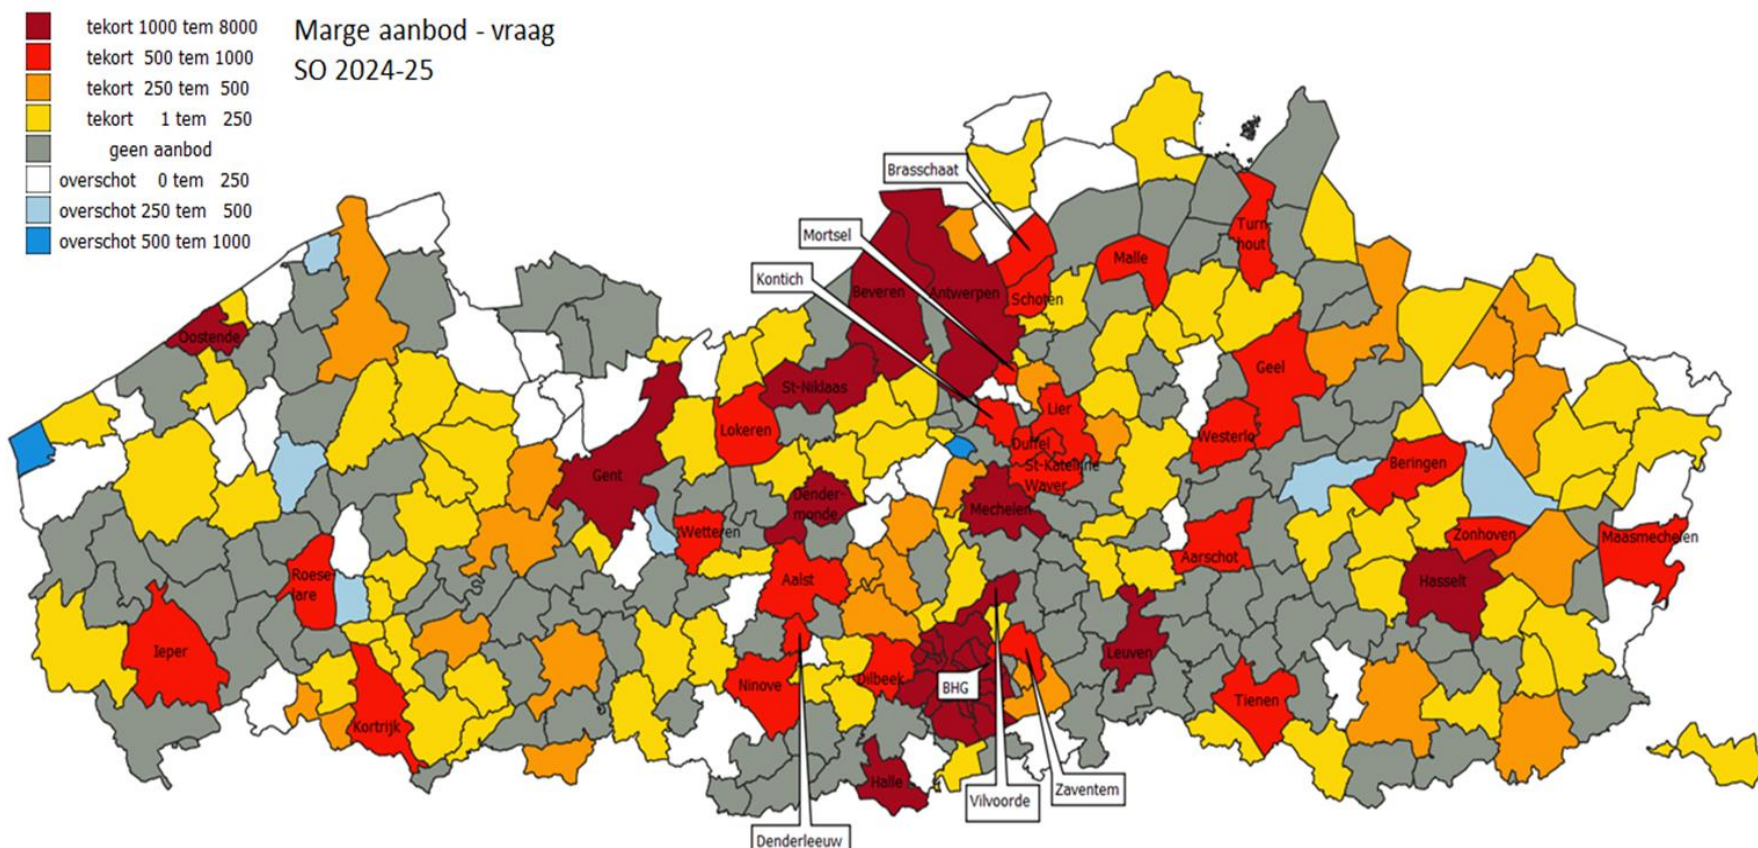 Marge aanbod - vraag
SO 2024-25
tekort 1000 tem 8000
tekort 500 tem 1000
tekort 250 tem 500
tekort 1 tem 250
geen aanbod
overschot 0 tem 250
overschot 250 tem 500
overschot 500 tem 1000
Brasschaat
Mortsel
Kontich
Turn-
hout
Malle
Beveren
Antwerpen
Schoten
Oostende
St-Niklaas
Geel
Lier
Lokeren
Westerlo
Duffel
Beringen
St-Katelijne
Waver
Gent
Dender-
monde
Mechelen
Wetteren
Zonhoven
Maasmechelen
Aarschot
Roese-
lare
Aalst
Hasselt
Ieper
Leuven
Ninove
Dilbeek
BHG
Tienen
Kortrijk
Halle
Zaventem
Vilvoorde
Denderleeuw